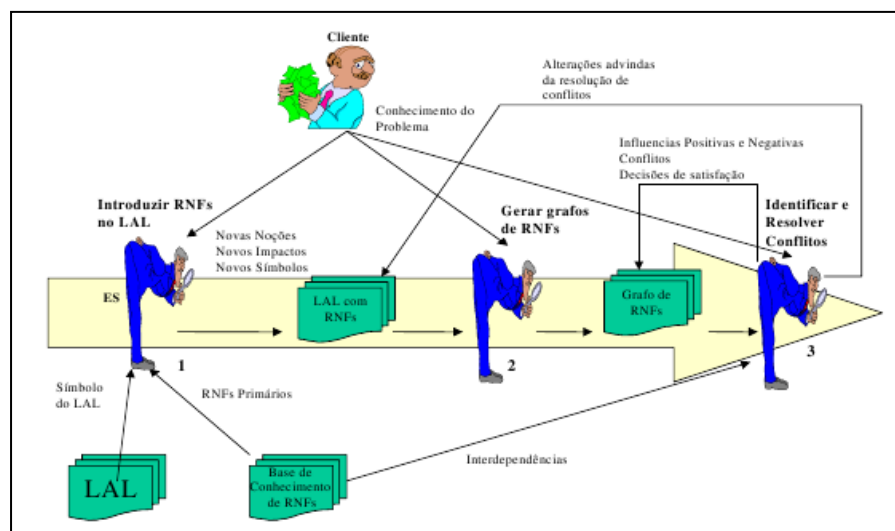 Cliente
Alterações advindas
da resolução de
conflitos
Conhecimento do
Problema
Influencias Positivas e Negativas
Conflitos
Decisões de satisfação
Introduzir RNFs
no LAL
Novas Noções
Novos Impactos
Novos Símbolos
Gerar grafos
de RNFs
Identificar e
Resolver
Conflitos
ES
LAL com
RNFs
Grafo de
RNFs
1
2
3
Símbolo
do LAL
RNFs Primários
Interdependências
LAL
Base de
Conhecimento
de RNFs